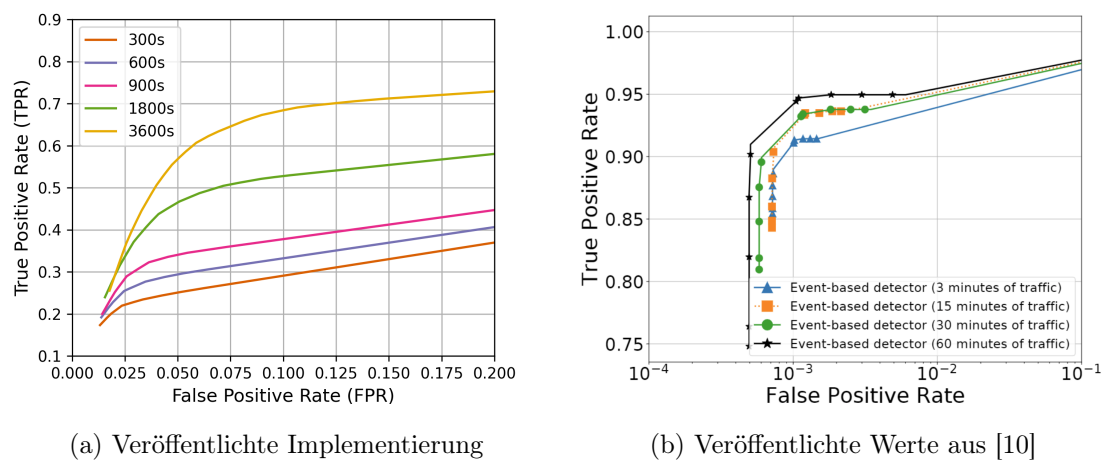 0.9
0.8
0.7
0.6
0.5
0.4
0.3
0.2
0.1
True Positive Rate (TPR)
300s
600s
900s
1800s
3600s
0.000 0.025 0.050 0.075 0.100 0.125 0.150 0.175 0.200
False Positive Rate (FPR)
(a) Veröffentlichte Implementierung
1.00
0.95
0.90
0.85
0.80
0.75
True Positive Rate
Event-based detector (3 minutes of traffic)
Event-based detector (15 minutes of traffic)
Event-based detector (30 minutes of traffic)
Event-based detector (60 minutes of traffic)
10⁻⁴ 10⁻³ 10⁻² 10⁻¹
False Positive Rate
(b) Veröffentlichte Werte aus [10]